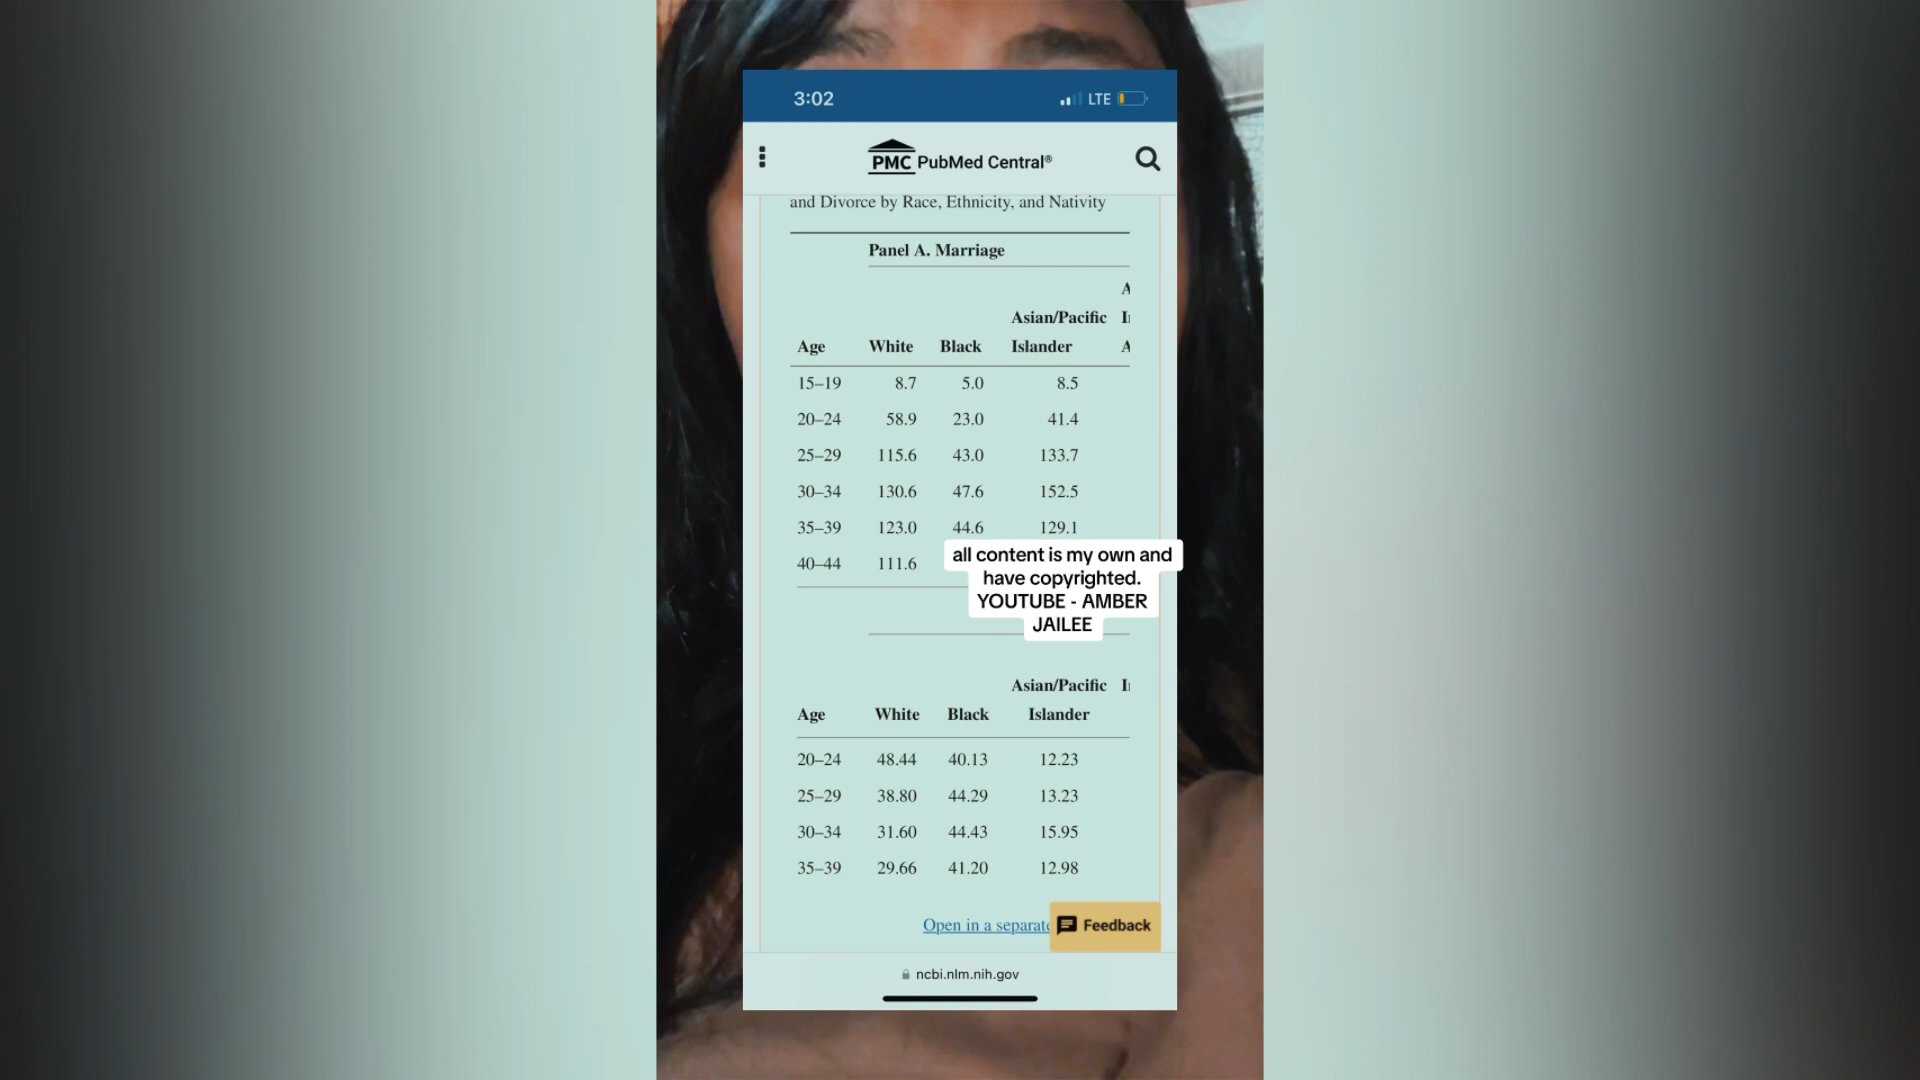 3:02 LTE
PMC PubMed Central®
and Divorce by Race, Ethnicity, and Nativity
Panel A. Marriage
A
Asian/Pacific I
Age White Black Islander A
15–19 8.7 5.0 8.5
20–24 58.9 23.0 41.4
25–29 115.6 43.0 133.7
30–34 130.6 47.6 152.5
35–39 123.0 44.6 129.1
40–44 111.6
all content is my own and
have copyrighted.
YOUTUBE - AMBER
JAILEE
Asian/Pacific I
Age White Black Islander
20–24 48.44 40.13 12.23
25–29 38.80 44.29 13.23
30–34 31.60 44.43 15.95
35–39 29.66 41.20 12.98
Open in a separate
Feedback
ncbi.nlm.nih.gov